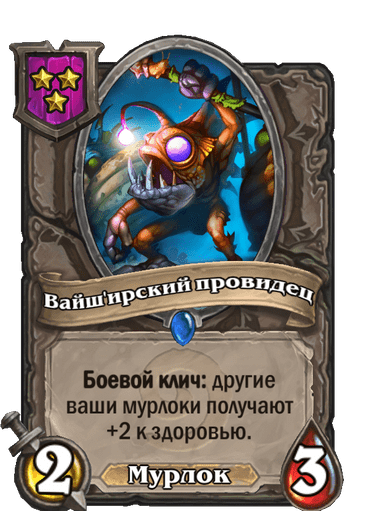 Вайш'ирский провидец
Боевой клич: другие
ваши мурлоки получают
+2 к здоровью.
2
Мурлок
3